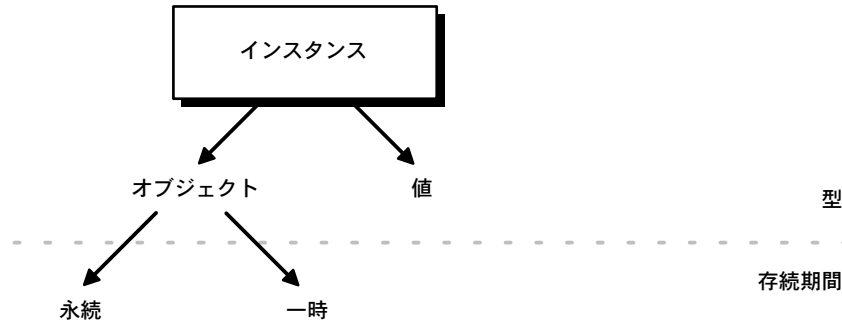 インスタンス
オブジェクト
値
型
存続期間
永続
一時